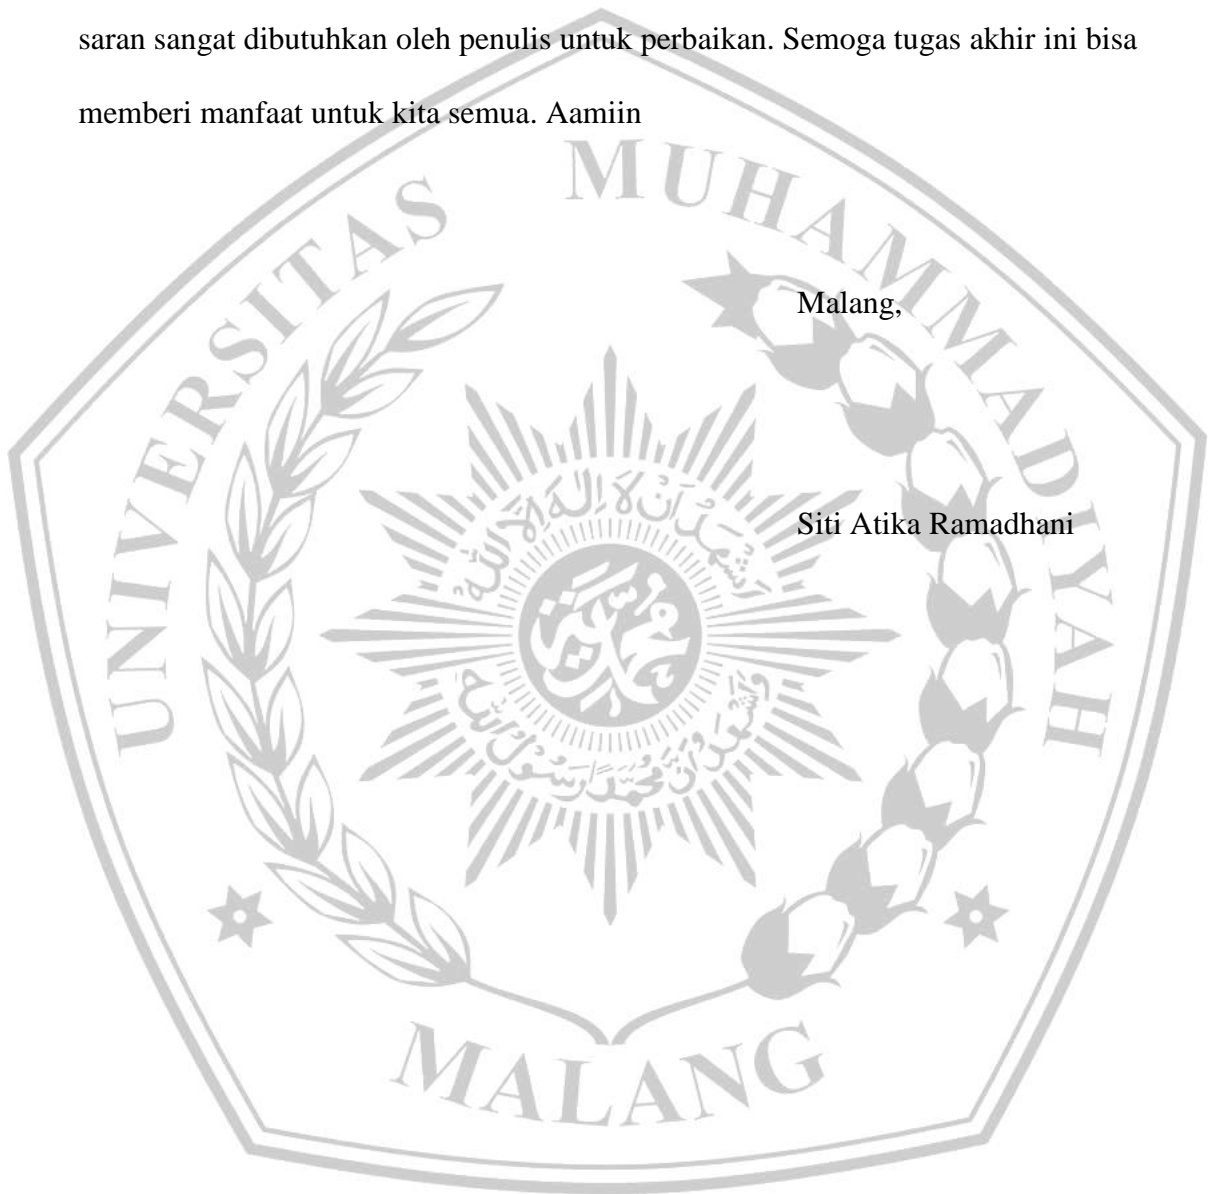 saran sangat dibutuhkan oleh penulis untuk perbaikan. Semoga tugas akhir ini bisa
memberi manfaat untuk kita semua. Aamiin
UNIVERSITAS MUHAMMADIYAH
Malang,
Siti Atika Ramadhani
MALANG